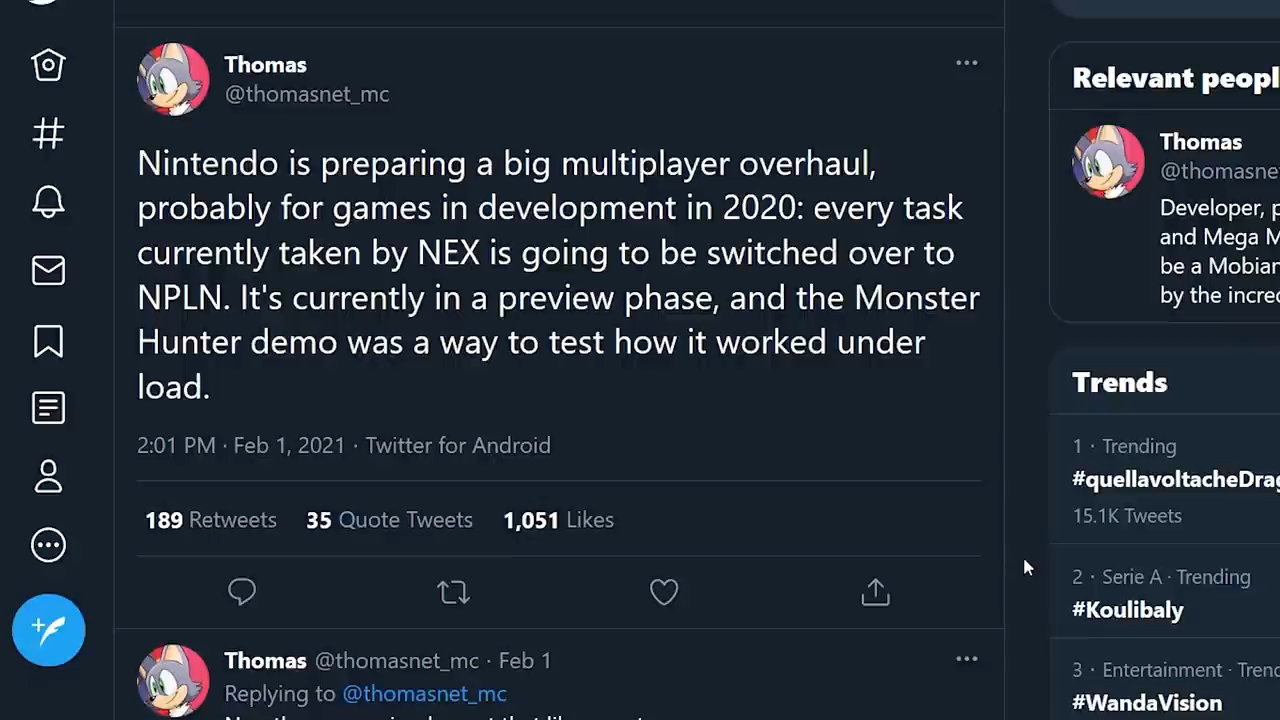 Thomas
@thomasnet_mc
Nintendo is preparing a big multiplayer overhaul,
probably for games in development in 2020: every task
currently taken by NEX is going to be switched over to
NPLN. It's currently in a preview phase, and the Monster
Hunter demo was a way to test how it worked under
load.
2:01 PM · Feb 1, 2021 · Twitter for Android
189 Retweets 35 Quote Tweets 1,051 Likes
Thomas @thomasnet_mc · Feb 1
Replying to @thomasnet_mc
Relevant peopl
Thomas
@thomasne
Developer, p
and Mega M
be a Mobian
by the incre
Trends
1 · Trending
#quellavoltacheDrag
15.1K Tweets
2 · Serie A · Trending
#Koulibaly
3 · Entertainment · Tren
#WandaVision